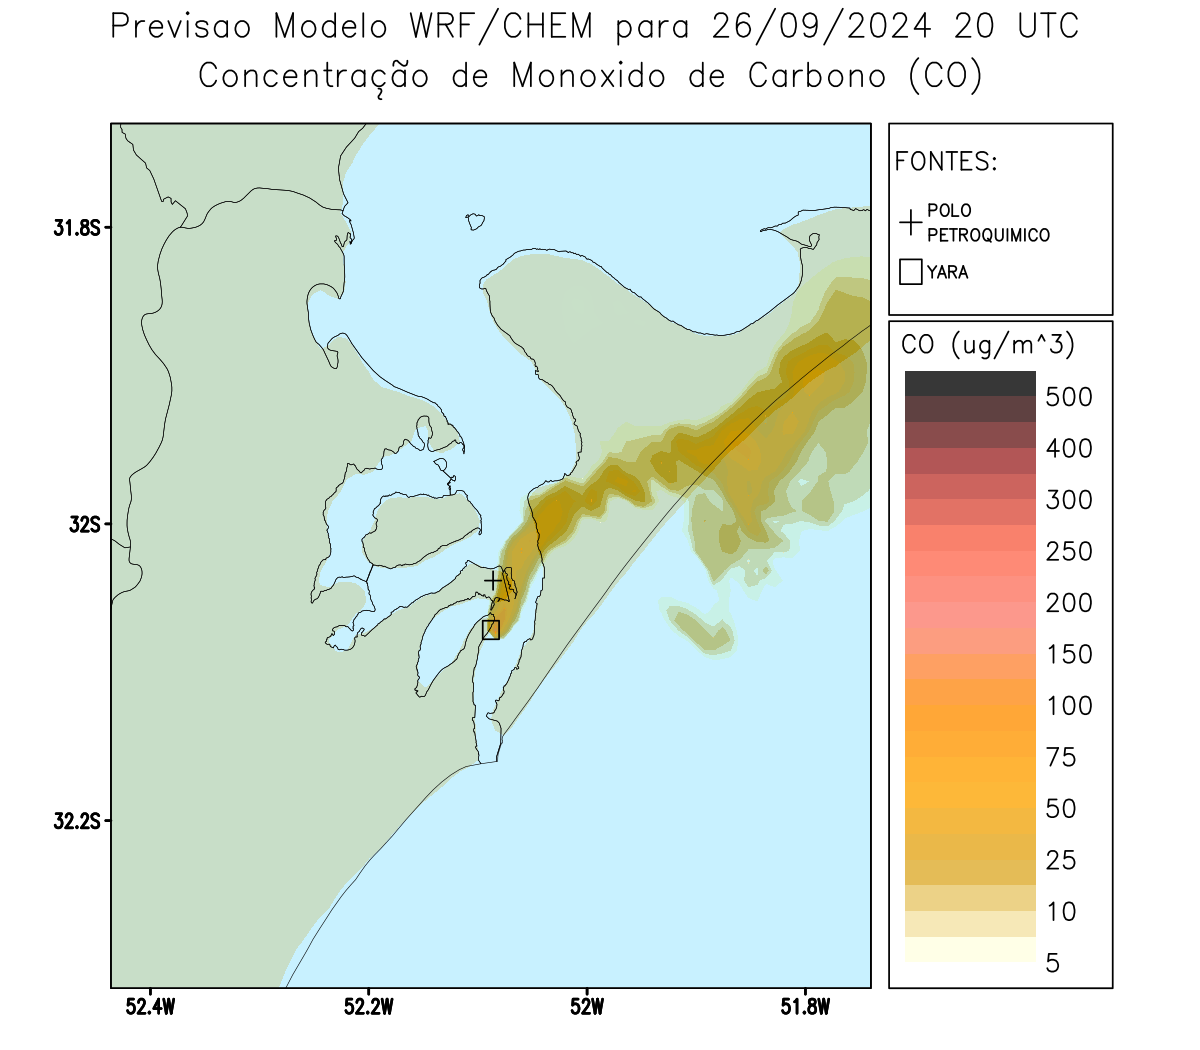 Previsao Modelo WRF/CHEM para 26/09/2024 20 UTC
Concentração de Monoxido de Carbono (CO)
FONTES:
POLO
PETROQUIMICO
YARA
CO (ug/m^3)
500
400
300
250
200
150
100
75
50
25
10
5
31.8S
32S
32.2S
52.4W
52.2W
52W
51.8W